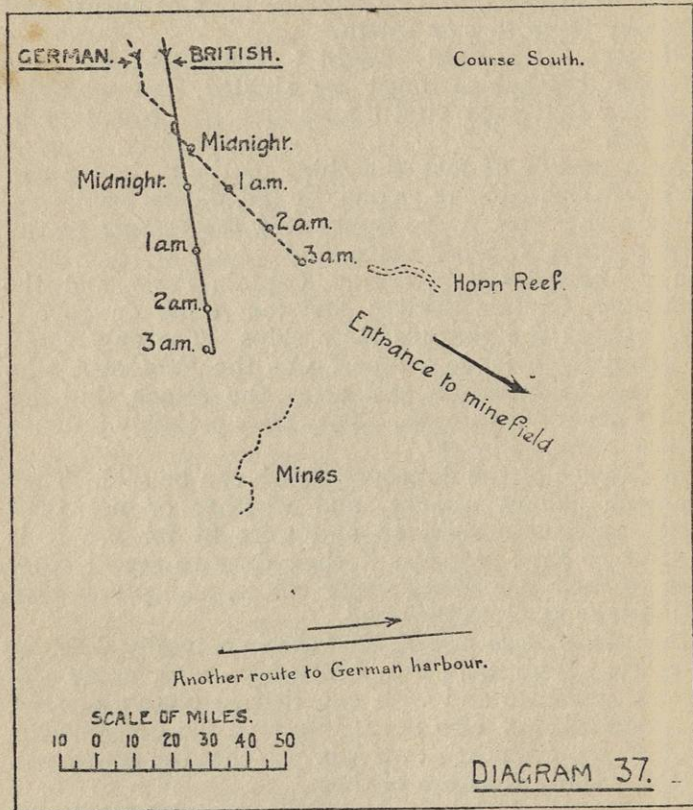 GERMAN. BRITISH. Course South.
Midnight.
Midnight. 1 a.m.
2 a.m.
1 am. 3 a.m.
Horn Reef.
2 am.
3 a.m.
Entrance to minefield
Mines
Another route to German harbour.
SCALE OF MILES.
10 0 10 20 30 40 50
DIAGRAM 37.